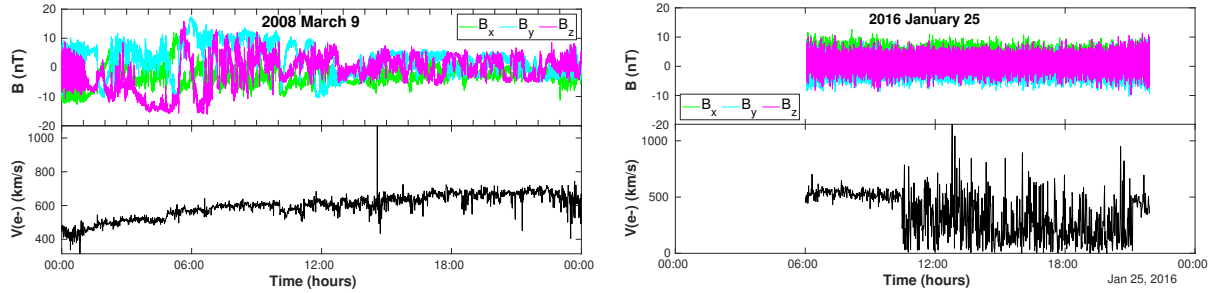 2008 March 9
B_x B_y B_z
B (nT)
20
10
0
-10
-20
1000
800
600
400
V(e-) (km/s)
00:00 06:00 12:00 18:00 00:00
Time (hours)
2016 January 25
B_x B_y B_z
B (nT)
20
10
0
-10
-20
1000
500
0
V(e-) (km/s)
00:00 06:00 12:00 18:00 00:00
Time (hours)
Jan 25, 2016